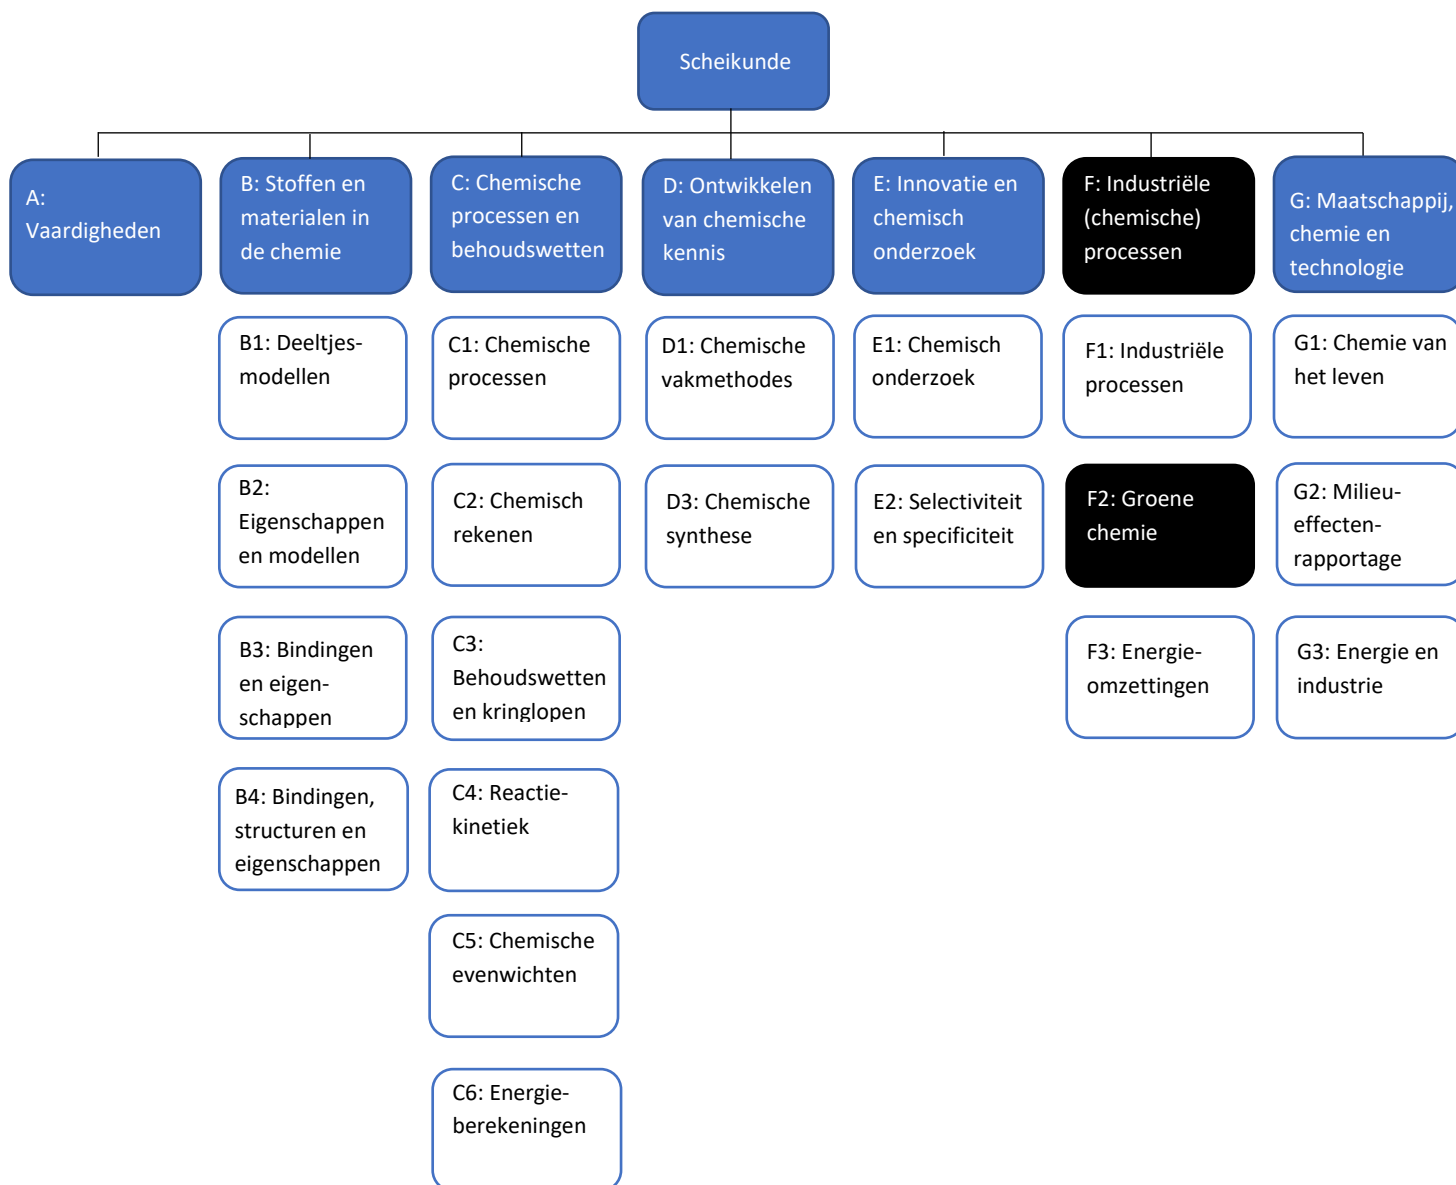 Scheikunde
A:
Vaardigheden
B: Stoffen en
materialen in
de chemie
C: Chemische
processen en
behoudswetten
D: Ontwikkelen
van chemische
kennis
E: Innovatie en
chemisch
onderzoek
F: Industriële
(chemische)
processen
G: Maatschappij,
chemie en
technologie
B1: Deeltjes-
modellen
C1: Chemische
processen
D1: Chemische
vakmethodes
E1: Chemisch
onderzoek
F1: Industriële
processen
G1: Chemie van
het leven
B2:
Eigenschappen
en modellen
C2: Chemisch
rekenen
D3: Chemische
synthese
E2: Selectiviteit
en specificiteit
F2: Groene
chemie
G2: Milieu-
effecten-
rapportage
B3: Bindingen
en eigen-
schappen
C3:
Behoudswetten
en kringlopen
F3: Energie-
omzettingen
G3: Energie en
industrie
B4: Bindingen,
structuren en
eigenschappen
C4: Reactie-
kinetiek
C5: Chemische
evenwichten
C6: Energie-
berekeningen